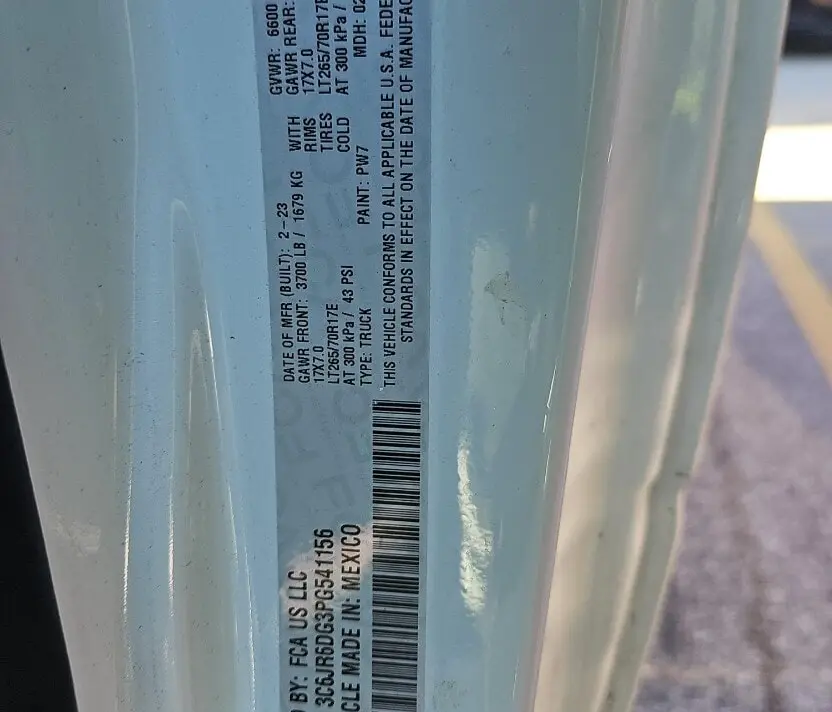 D BY: FCA US LLC
3C6JR6DG3PG541156
CLE MADE IN: MEXICO
DATE OF MFR (BUILT): 2-23
GVWR: 6600
GAWR FRONT: 3700 LB / 1679 KG WITH GAWR REAR:
17X7.0 RIMS 17X7.0
LT265/70R17E TIRES LT265/70R17E
AT 300 kPa / 43 PSI COLD AT 300 kPa /
TYPE: TRUCK PAINT: PW7 MDH: 02
THIS VEHICLE CONFORMS TO ALL APPLICABLE U.S.A. FEDE
STANDARDS IN EFFECT ON THE DATE OF MANUFAC